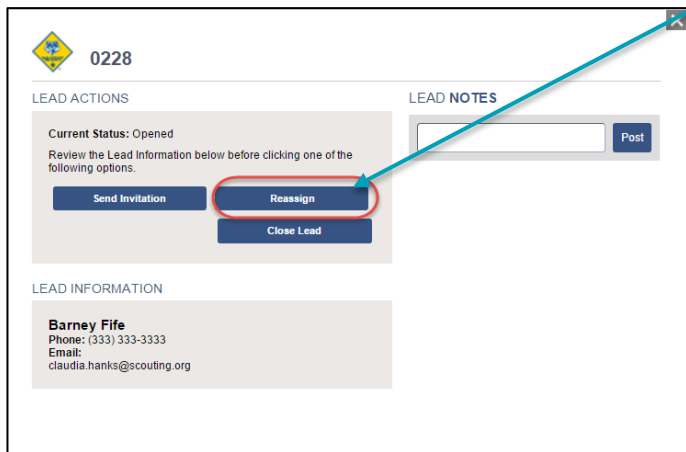 0228
LEAD ACTIONS
Current Status: Opened
Review the Lead Information below before clicking one of the
following options.
Send Invitation
Reassign
Close Lead
LEAD NOTES
Post
LEAD INFORMATION
Barney Fife
Phone: (333) 333-3333
Email:
claudia.hanks@scouting.org